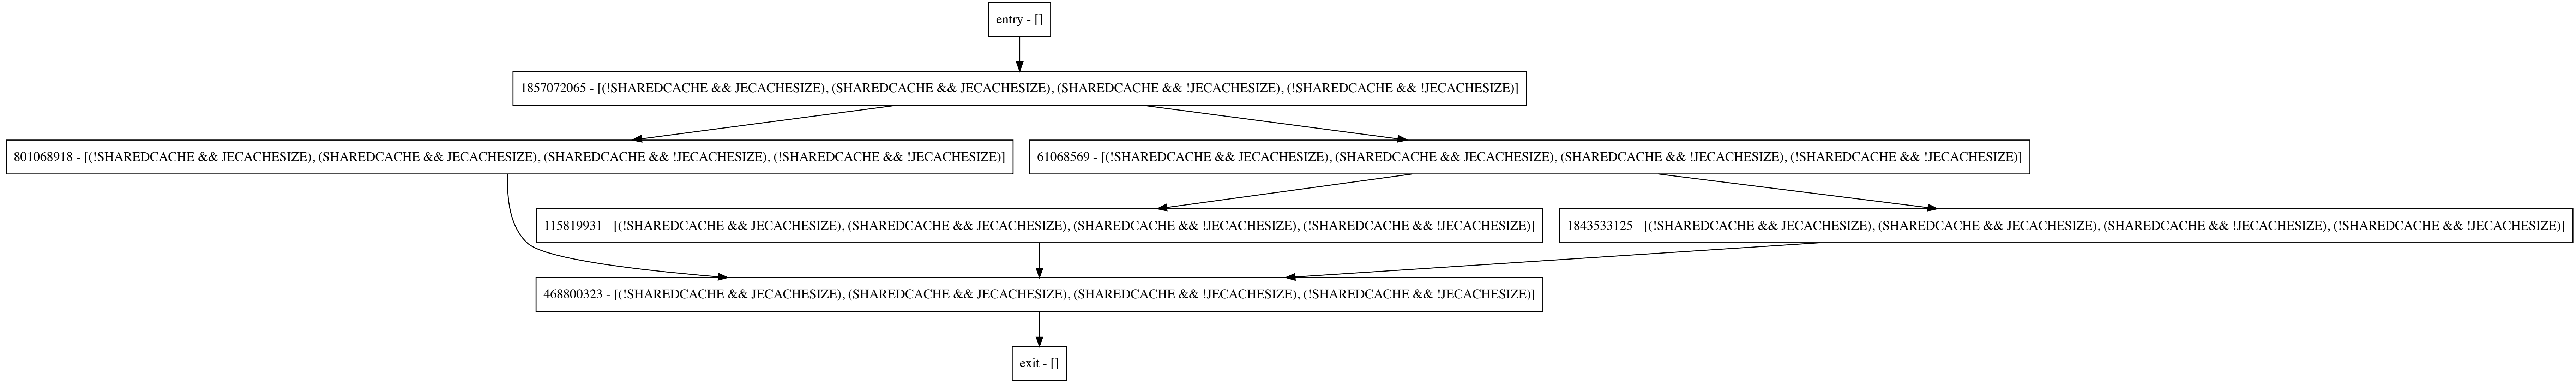 entry - []
1857072065 - [(!SHAREDCACHE && JECACHESIZE), (SHAREDCACHE && JECACHESIZE), (SHAREDCACHE && !JECACHESIZE), (!SHAREDCACHE && !JECACHESIZE)]
801068918 - [(!SHAREDCACHE && JECACHESIZE), (SHAREDCACHE && JECACHESIZE), (SHAREDCACHE && !JECACHESIZE), (!SHAREDCACHE && !JECACHESIZE)]
61068569 - [(!SHAREDCACHE && JECACHESIZE), (SHAREDCACHE && JECACHESIZE), (SHAREDCACHE && !JECACHESIZE), (!SHAREDCACHE && !JECACHESIZE)]
115819931 - [(!SHAREDCACHE && JECACHESIZE), (SHAREDCACHE && JECACHESIZE), (SHAREDCACHE && !JECACHESIZE), (!SHAREDCACHE && !JECACHESIZE)]
1843533125 - [(!SHAREDCACHE && JECACHESIZE), (SHAREDCACHE && JECACHESIZE), (SHAREDCACHE && !JECACHESIZE), (!SHAREDCACHE && !JECACHESIZE)]
468800323 - [(!SHAREDCACHE && JECACHESIZE), (SHAREDCACHE && JECACHESIZE), (SHAREDCACHE && !JECACHESIZE), (!SHAREDCACHE && !JECACHESIZE)]
exit - []